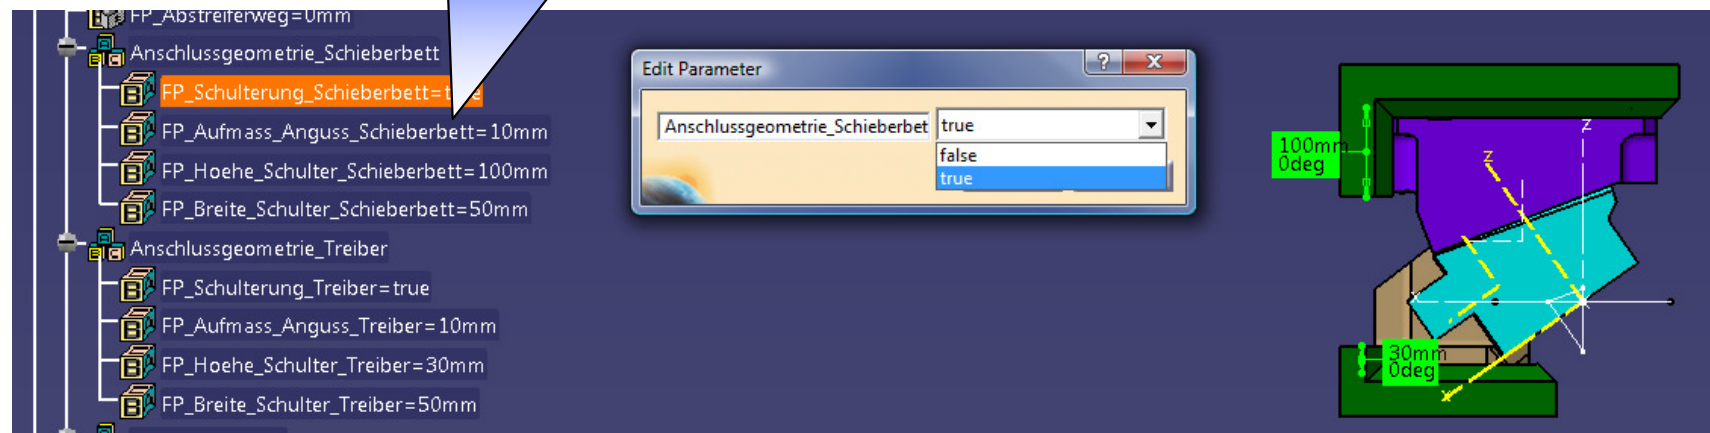 FP_Abstreiferweg=0mm
Anschlussgeometrie_Schieberbett
FP_Schulterung_Schieberbett=
FP_Aufmass_Anguss_Schieberbett=10mm
FP_Hoehe_Schulter_Schieberbett=100mm
FP_Breite_Schulter_Schieberbett=50mm
Anschlussgeometrie_Treiber
FP_Schulterung_Treiber=true
FP_Aufmass_Anguss_Treiber=10mm
FP_Hoehe_Schulter_Treiber=30mm
FP_Breite_Schulter_Treiber=50mm
Edit Parameter
? X
Anschlussgeometrie_Schieberbet true
false
true
100mm
0deg
z
z
x
30mm
0deg
x